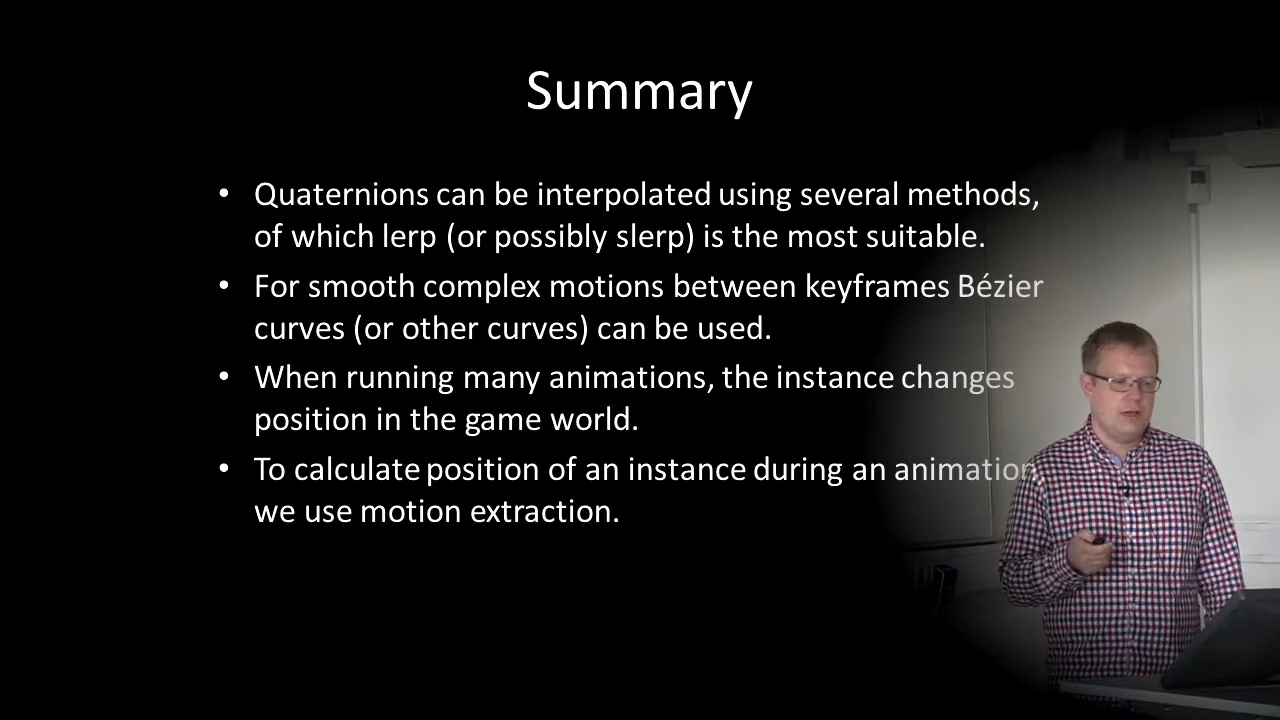 Summary
• Quaternions can be interpolated using several methods,
of which lerp (or possibly slerp) is the most suitable.
• For smooth complex motions between keyframes Bézier
curves (or other curves) can be used.
• When running many animations, the instance changes
position in the game world.
• To calculate position of an instance during an animation
we use motion extraction.